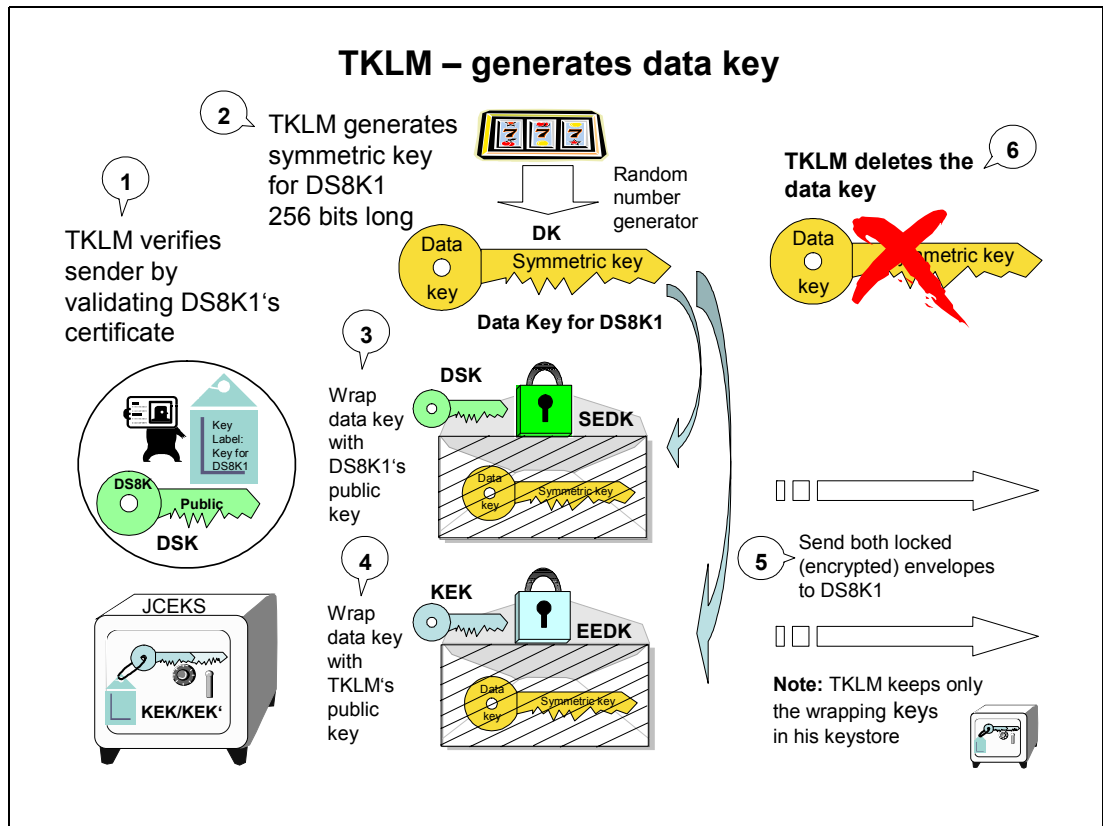 TKLM – generates data key
1
TKLM verifies
sender by
validating DS8K1‘s
certificate
Key
Label:
Key for
DS8K1
DS8K
Public
DSK
JCEKS
KEK/KEK‘
2
TKLM generates
symmetric key
for DS8K1
256 bits long
7 7 7
Random
number
generator
DK
Data
key
Symmetric key
Data Key for DS8K1
3
Wrap
data key
with
DS8K1‘s
public
key
DSK
SEDK
Data
key
Symmetric key
4
Wrap
data key
with
TKLM‘s
public
key
KEK
EEDK
Data
key
Symmetric key
5
Send both locked
(encrypted) envelopes
to DS8K1
6
TKLM deletes the
data key
Data
key
metric key
Note: TKLM keeps only
the wrapping keys
in his keystore